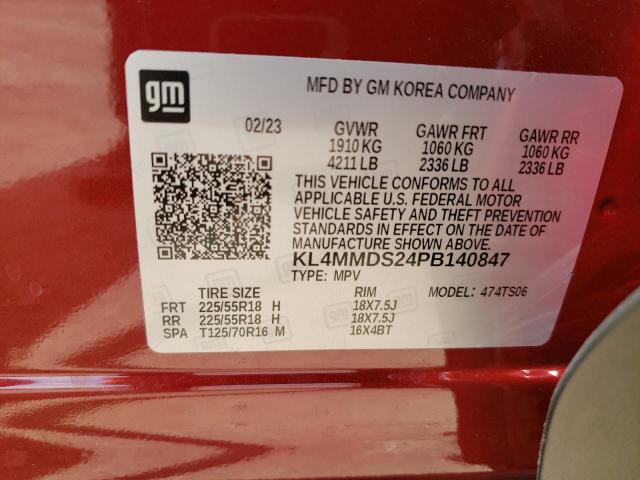 gm
MFD BY GM KOREA COMPANY
02/23 GVWR GAWR FRT GAWR RR
1910 KG 1060 KG 1060 KG
4211 LB 2336 LB 2336 LB
THIS VEHICLE CONFORMS TO ALL
APPLICABLE U.S. FEDERAL MOTOR
VEHICLE SAFETY AND THEFT PREVENTION
STANDARDS IN EFFECT ON THE DATE OF
MANUFACTURE SHOWN ABOVE.
KL4MMDS24PB140847
TYPE: MPV MODEL: 474TS06
TIRE SIZE RIM
FRT 225/55R18 H 18X7.5J
RR 225/55R18 H 18X7.5J
SPA T125/70R16 M 16X4BT